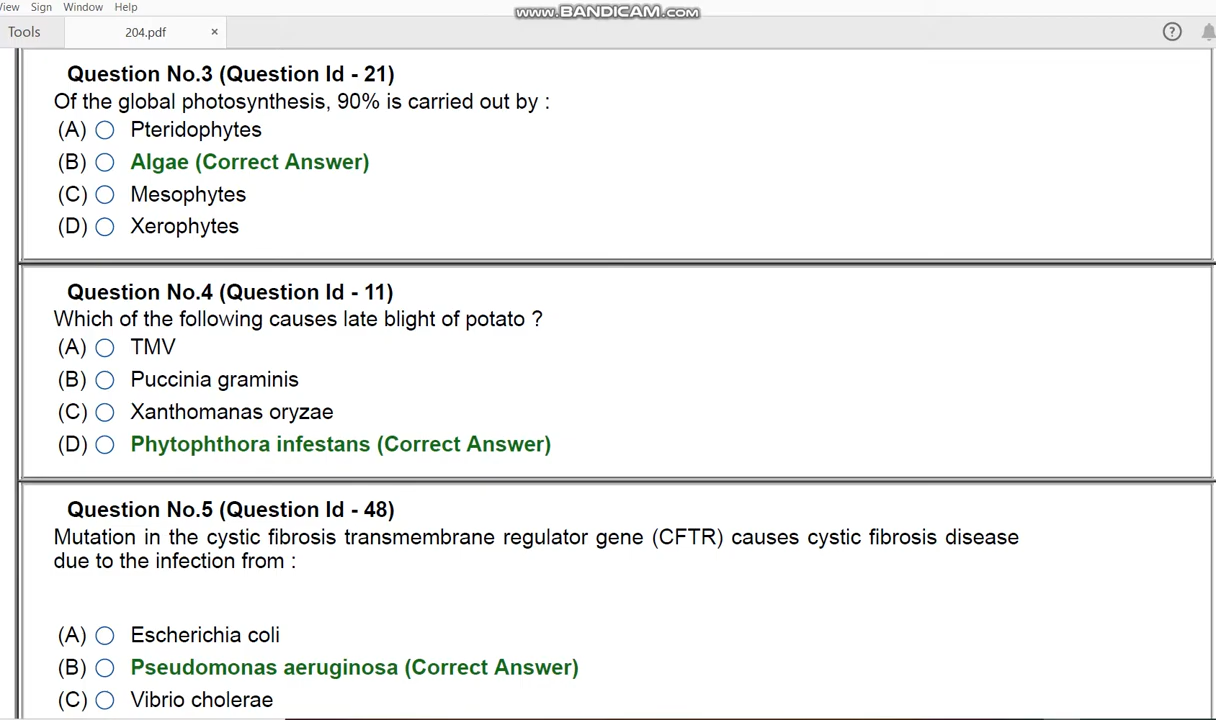 View Sign Window Help
www.BANDICAM.com
Tools 204.pdf ×
?
Question No.3 (Question Id - 21)
Of the global photosynthesis, 90% is carried out by :
(A) Pteridophytes
(B) Algae (Correct Answer)
(C) Mesophytes
(D) Xerophytes
Question No.4 (Question Id - 11)
Which of the following causes late blight of potato ?
(A) TMV
(B) Puccinia graminis
(C) Xanthomanas oryzae
(D) Phytophthora infestans (Correct Answer)
Question No.5 (Question Id - 48)
Mutation in the cystic fibrosis transmembrane regulator gene (CFTR) causes cystic fibrosis disease
due to the infection from :
(A) Escherichia coli
(B) Pseudomonas aeruginosa (Correct Answer)
(C) Vibrio cholerae